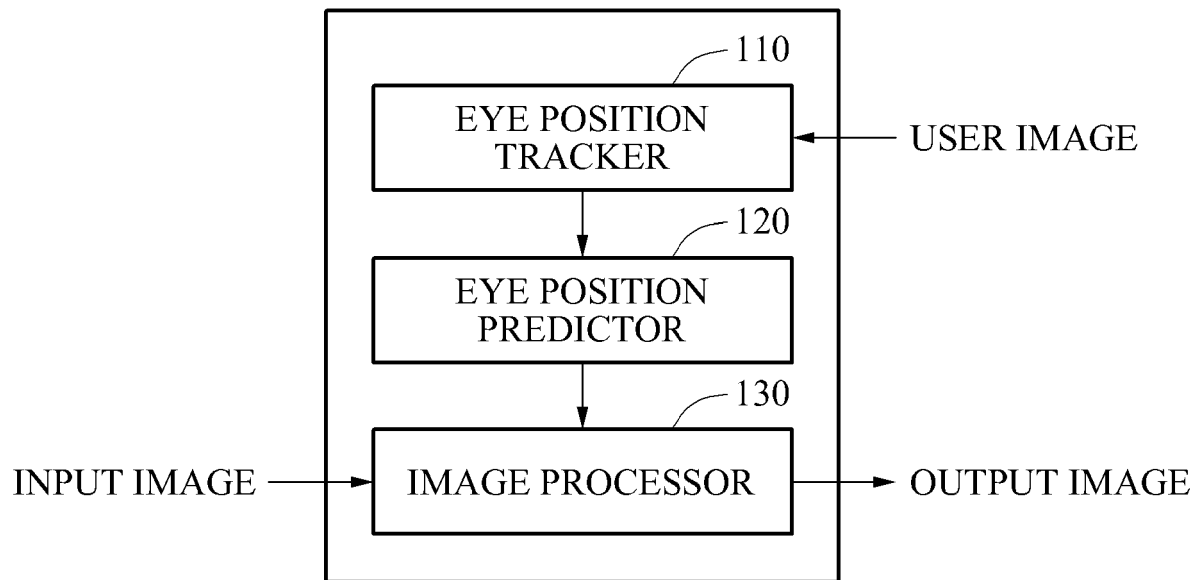 110
EYE POSITION
TRACKER
USER IMAGE
120
EYE POSITION
PREDICTOR
130
INPUT IMAGE
IMAGE PROCESSOR
OUTPUT IMAGE